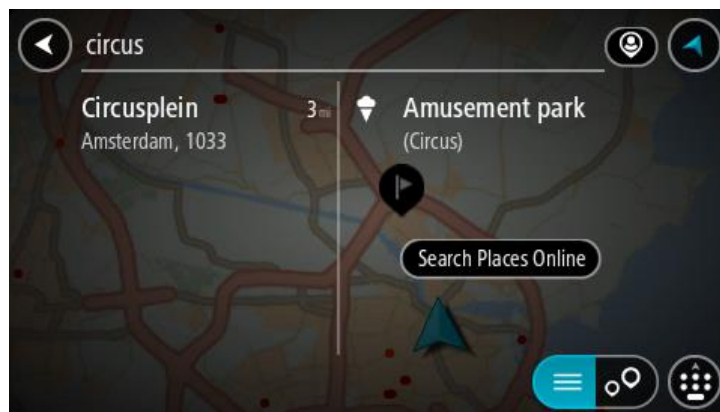 circus
Circusplein 3 mi
Amsterdam, 1033
Amusement park
(Circus)
Search Places Online